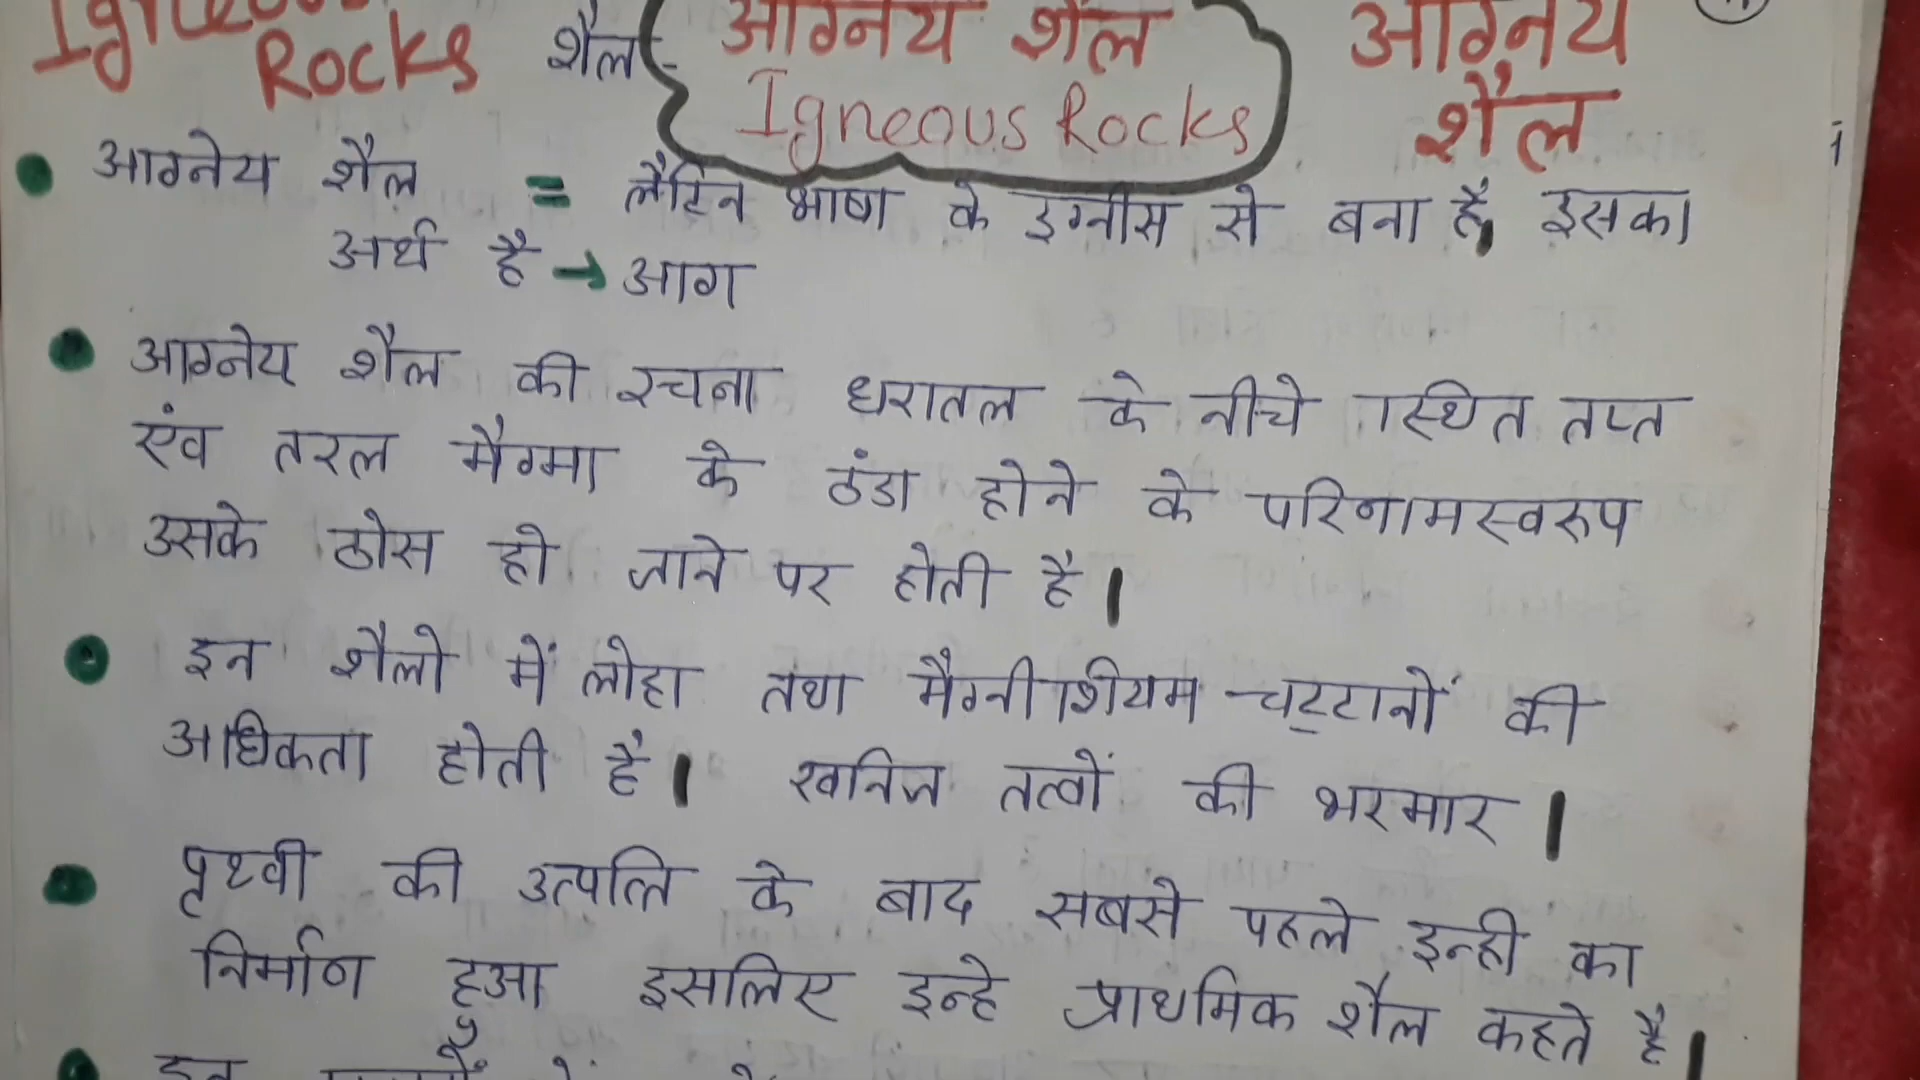 Igneous
Rocks
शैल-
आग्नेय शैल
Igneous Rocks
आग्नेय
शैल
आग्नेय शैल = लैटिन भाषा के इग्नीस से बना है, इसका
अर्थ है → आग
आग्नेय शैल की रचना धरातल के नीचे स्थित तप्त
एंव तरल मैग्मा के ठंडा होने के परिनामस्वरूप
उसके ठोस हो जाने पर होती है।
इन शैलो में लोहा तथा मैग्नीशियम चट्टानों की
अधिकता होती है। खनिज तत्वों की भरमार।
पृथ्वी की उत्पत्ति के बाद सबसे पहले इन्ही का
निर्माण हुआ इसलिए इन्हे प्राथमिक शैल कहते है।
इन